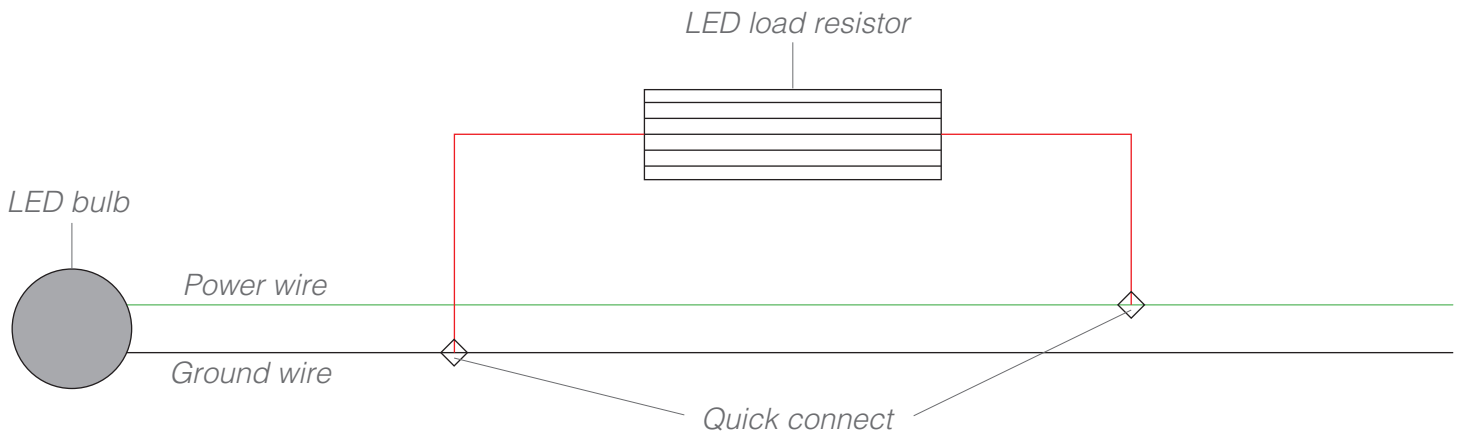 LED load resistor
LED bulb
Power wire
Ground wire
Quick connect